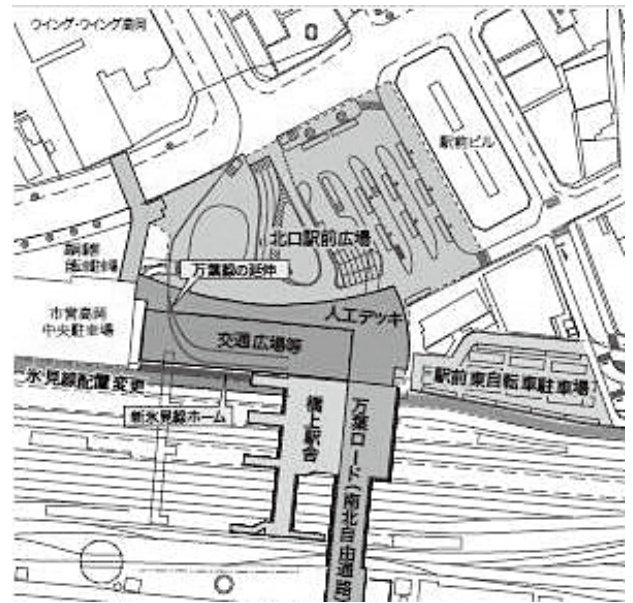 ウイング・ウイング高岡
駅前ビル
北口駅前広場
万葉線の延伸
人工デッキ
市営高岡
中央駐車場
交通広場等
氷見線配置変更
駅前東自転車駐車場
新氷見線ホーム
橋上駅舎
万葉ロード(南北自由通路)